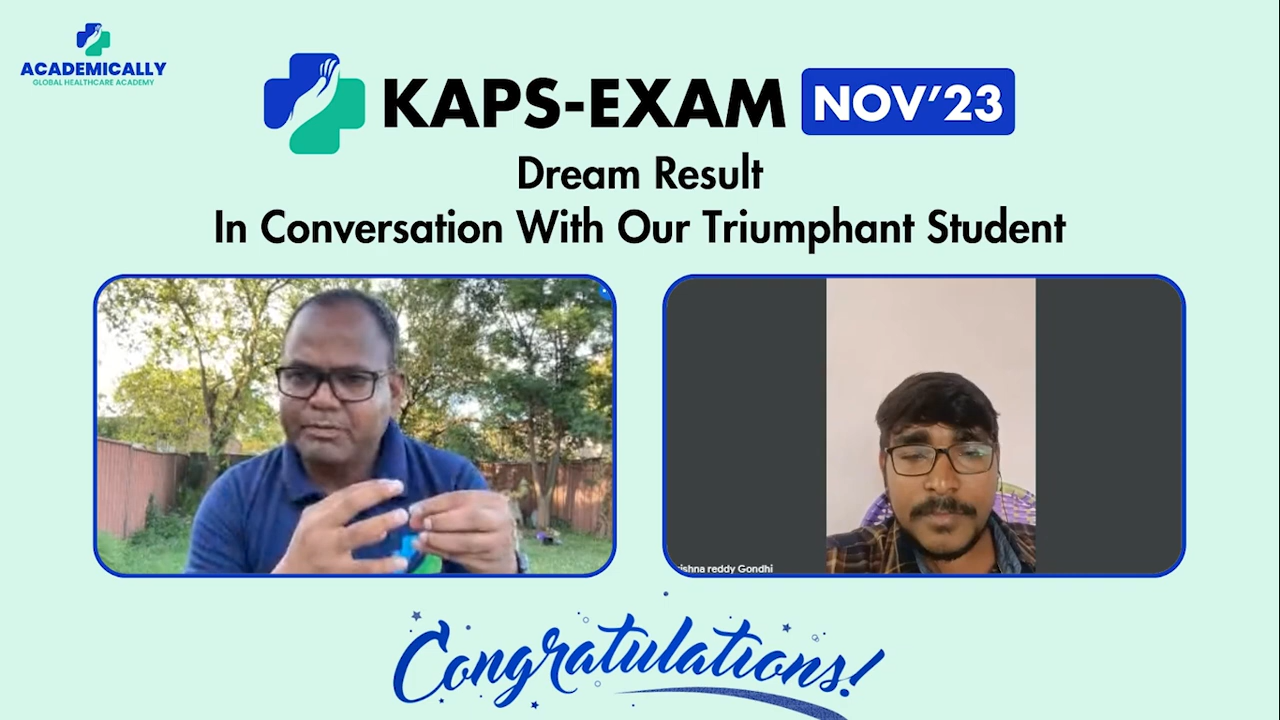 ACADEMICALLY
GLOBAL HEALTHCARE ACADEMY
KAPS-EXAM NOV'23
Dream Result
In Conversation With Our Triumphant Student
reddy Gondhi
Congratulations!